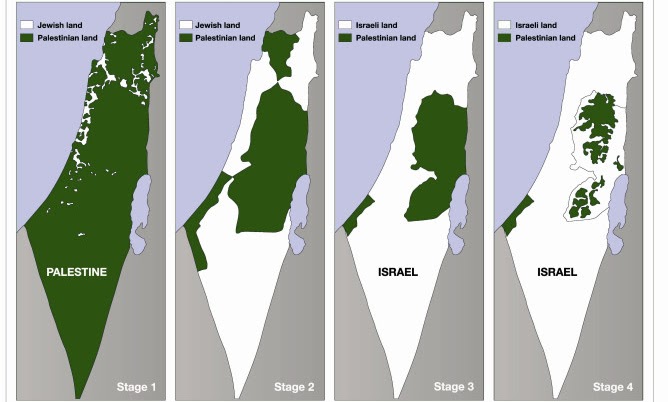 Jewish land
Palestinian land
PALESTINE
Stage 1
Jewish land
Palestinian land
Stage 2
Israeli land
Palestinian land
ISRAEL
Stage 3
Israeli land
Palestinian land
ISRAEL
Stage 4